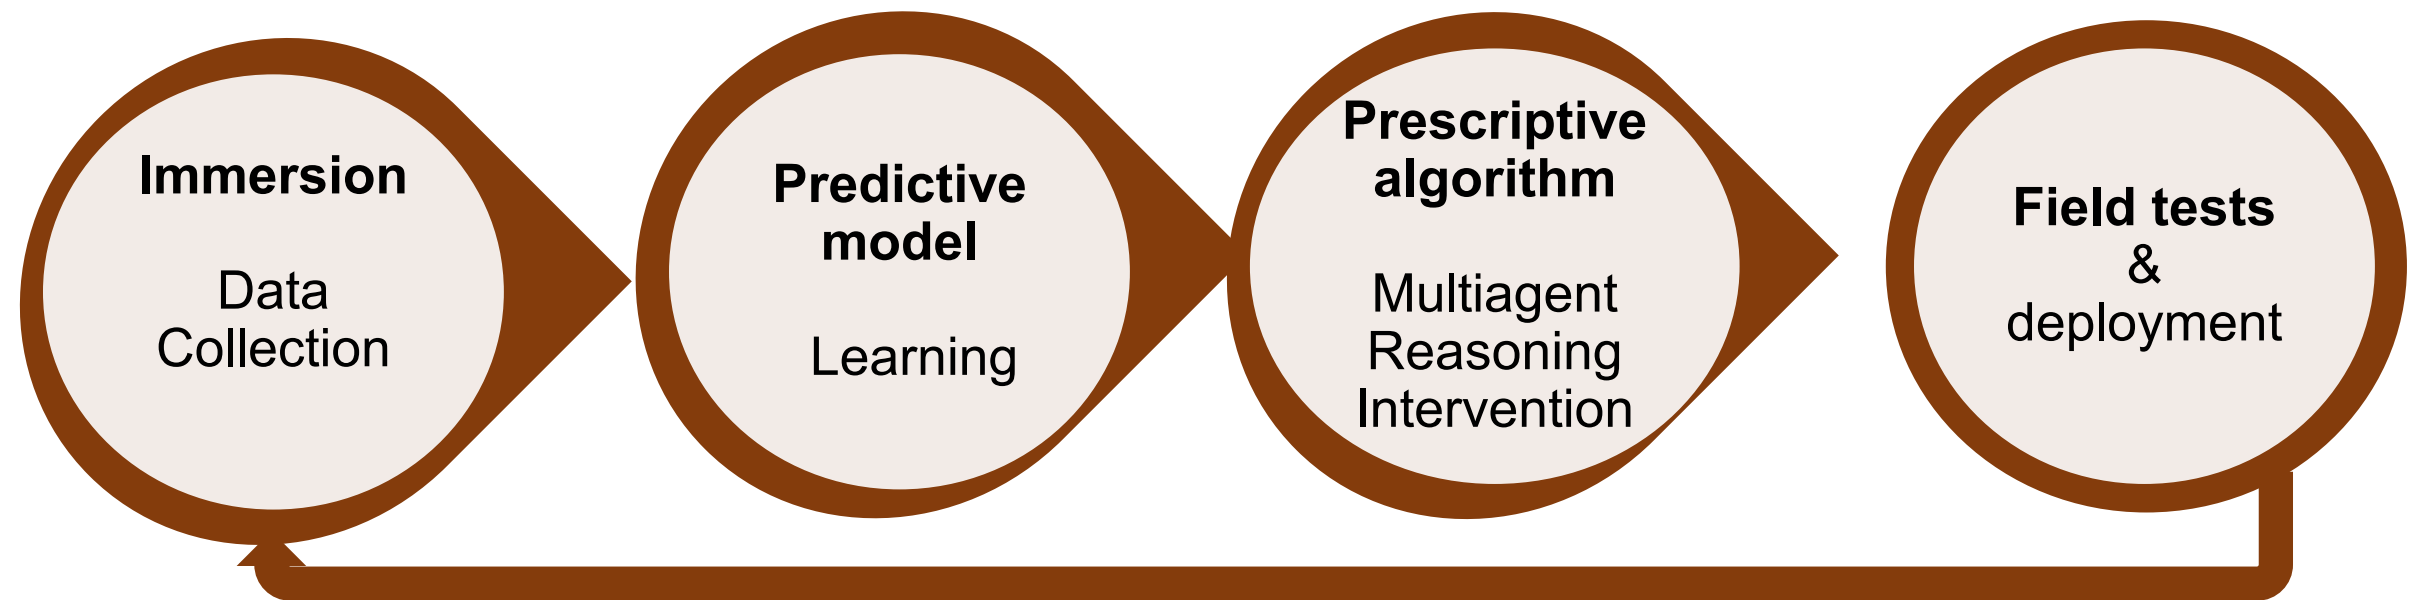 Immersion
Data
Collection
Predictive
model
Learning
Prescriptive
algorithm
Multiagent
Reasoning
Intervention
Field tests
&
deployment